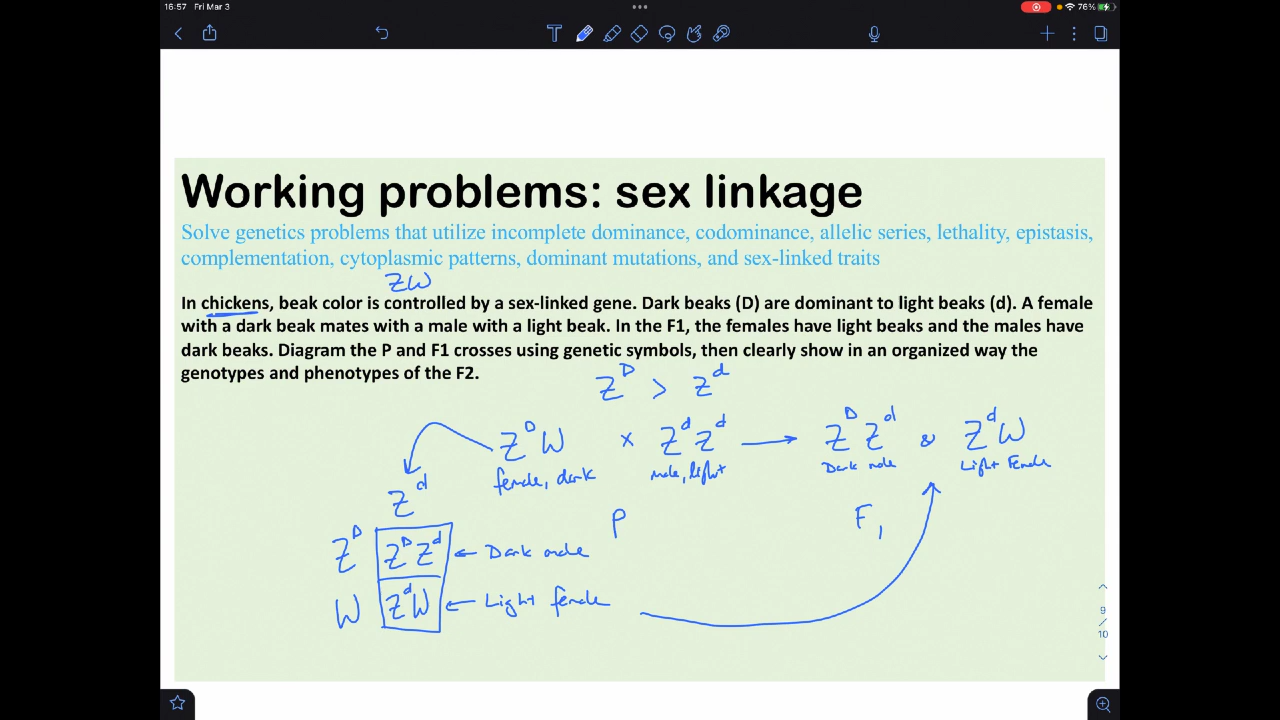 16:57 Fri Mar 3
76%
Working problems: sex linkage
Solve genetics problems that utilize incomplete dominance, codominance, allelic series, lethality, epistasis,
complementation, cytoplasmic patterns, dominant mutations, and sex-linked traits
ZW
In chickens, beak color is controlled by a sex-linked gene. Dark beaks (D) are dominant to light beaks (d). A female
with a dark beak mates with a male with a light beak. In the F1, the females have light beaks and the males have
dark beaks. Diagram the P and F1 crosses using genetic symbols, then clearly show in an organized way the
genotypes and phenotypes of the F2.
Z^D > Z^d
Z^D W × Z^d Z^d → Z^D Z^d & Z^d W
female, dark male, light Dark male Light Female
Z^d
P F₁
Z^D Z^D Z^d ← Dark male
W Z^d W ← Light female
9
/
10